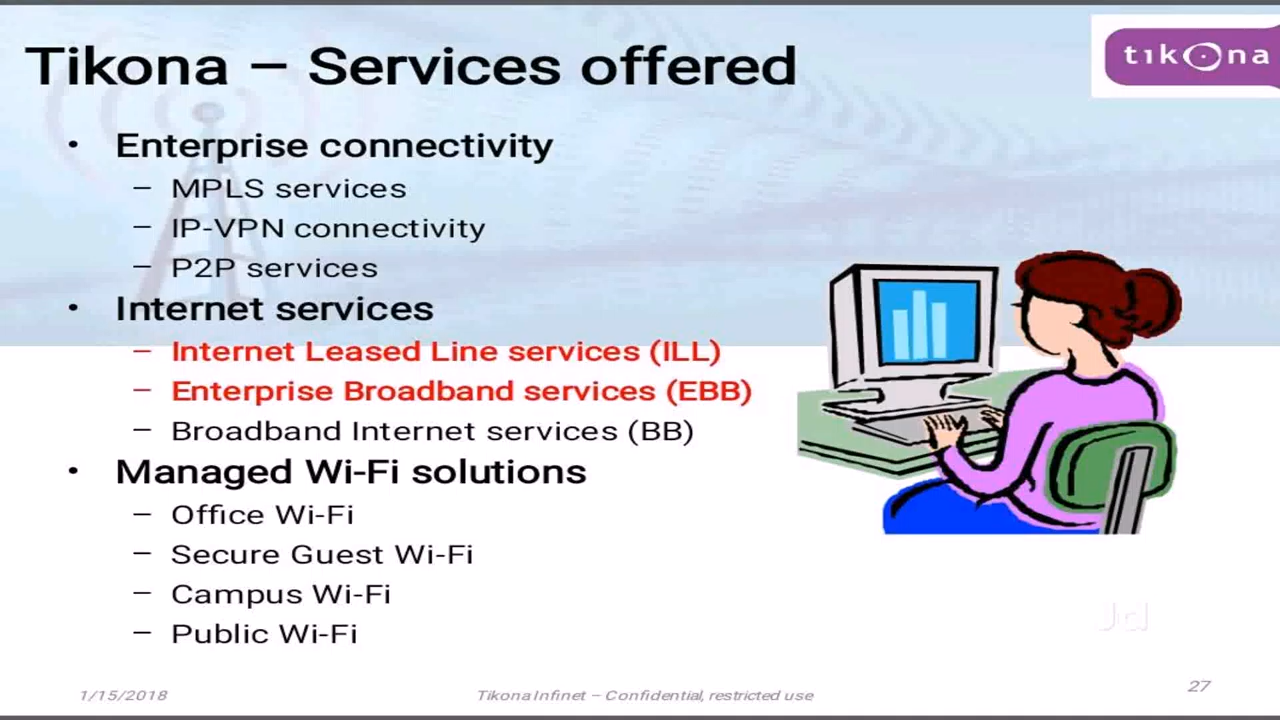 Tikona – Services offered
tikona
• Enterprise connectivity
– MPLS services
– IP-VPN connectivity
– P2P services
• Internet services
– Internet Leased Line services (ILL)
– Enterprise Broadband services (EBB)
– Broadband Internet services (BB)
• Managed Wi-Fi solutions
– Office Wi-Fi
– Secure Guest Wi-Fi
– Campus Wi-Fi
– Public Wi-Fi
Jd
1/15/2018
Tikona Infinet – Confidential, restricted use
27